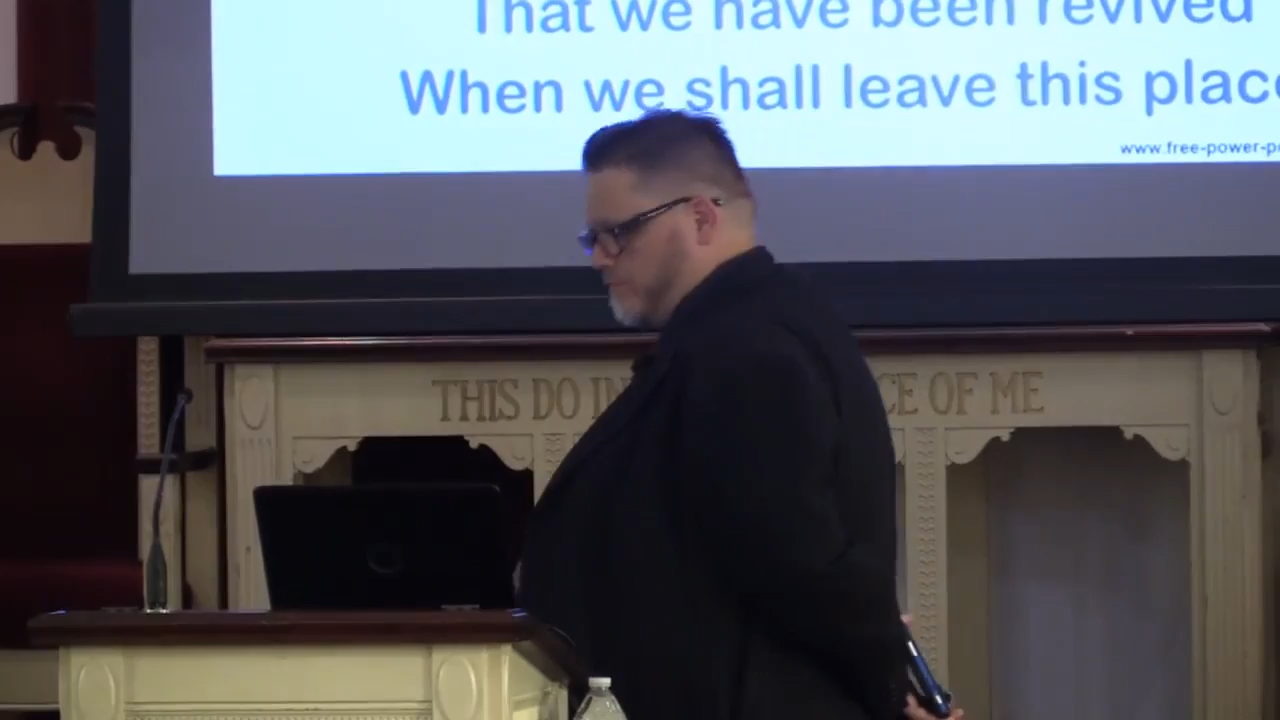 That we have been revived
When we shall leave this place
www.free-power-p
THIS DO IN CE OF ME